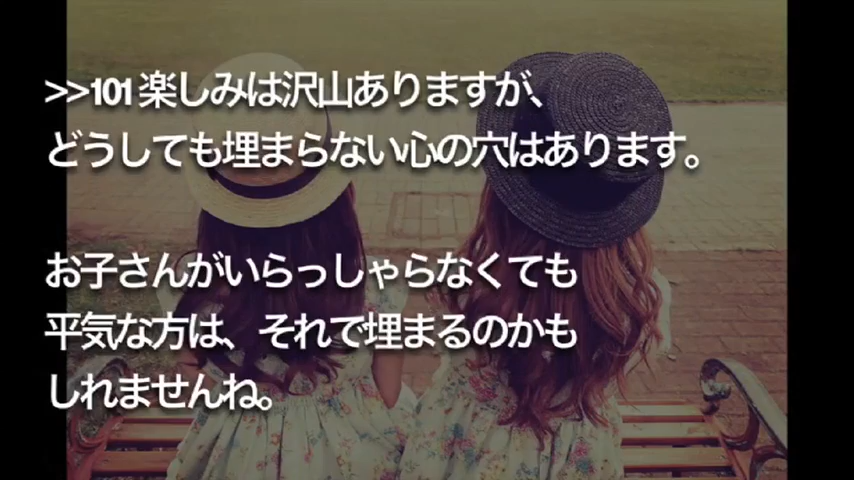 >>101 楽しみは沢山ありますが、
どうしても埋まらない心の穴はあります。
お子さんがいらっしゃらなくても
平気な方は、それで埋まるのかも
しれませんね。